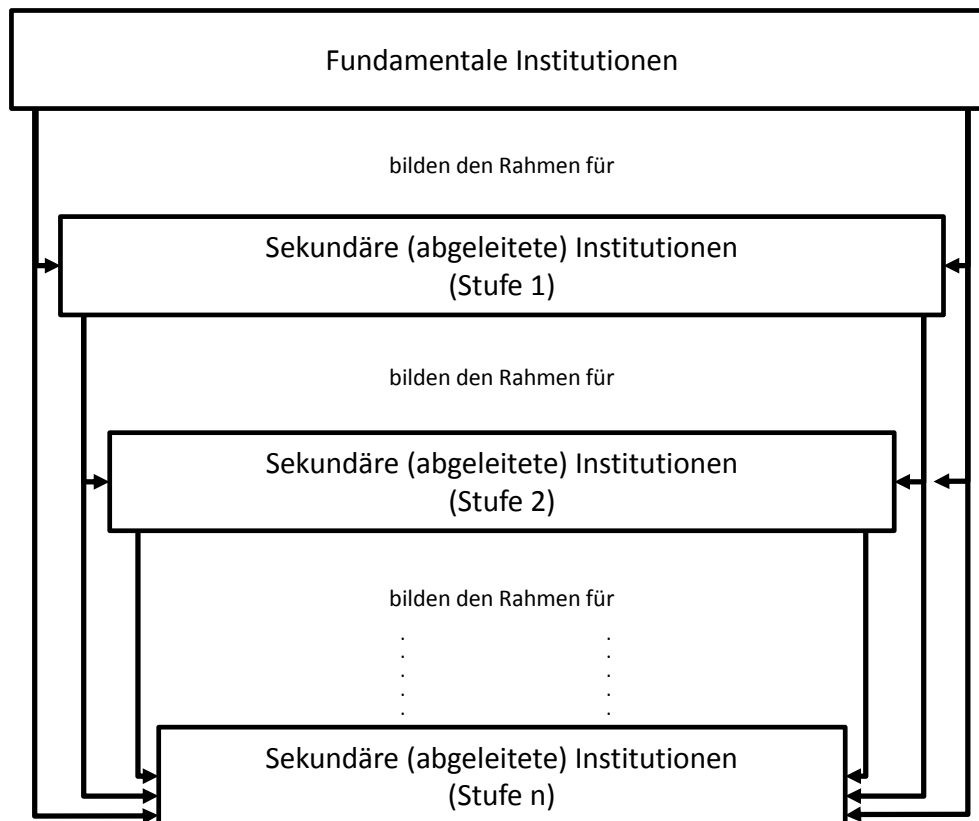 Fundamentale Institutionen
bilden den Rahmen für
Sekundäre (abgeleitete) Institutionen
(Stufe 1)
bilden den Rahmen für
Sekundäre (abgeleitete) Institutionen
(Stufe 2)
bilden den Rahmen für
Sekundäre (abgeleitete) Institutionen
(Stufe n)